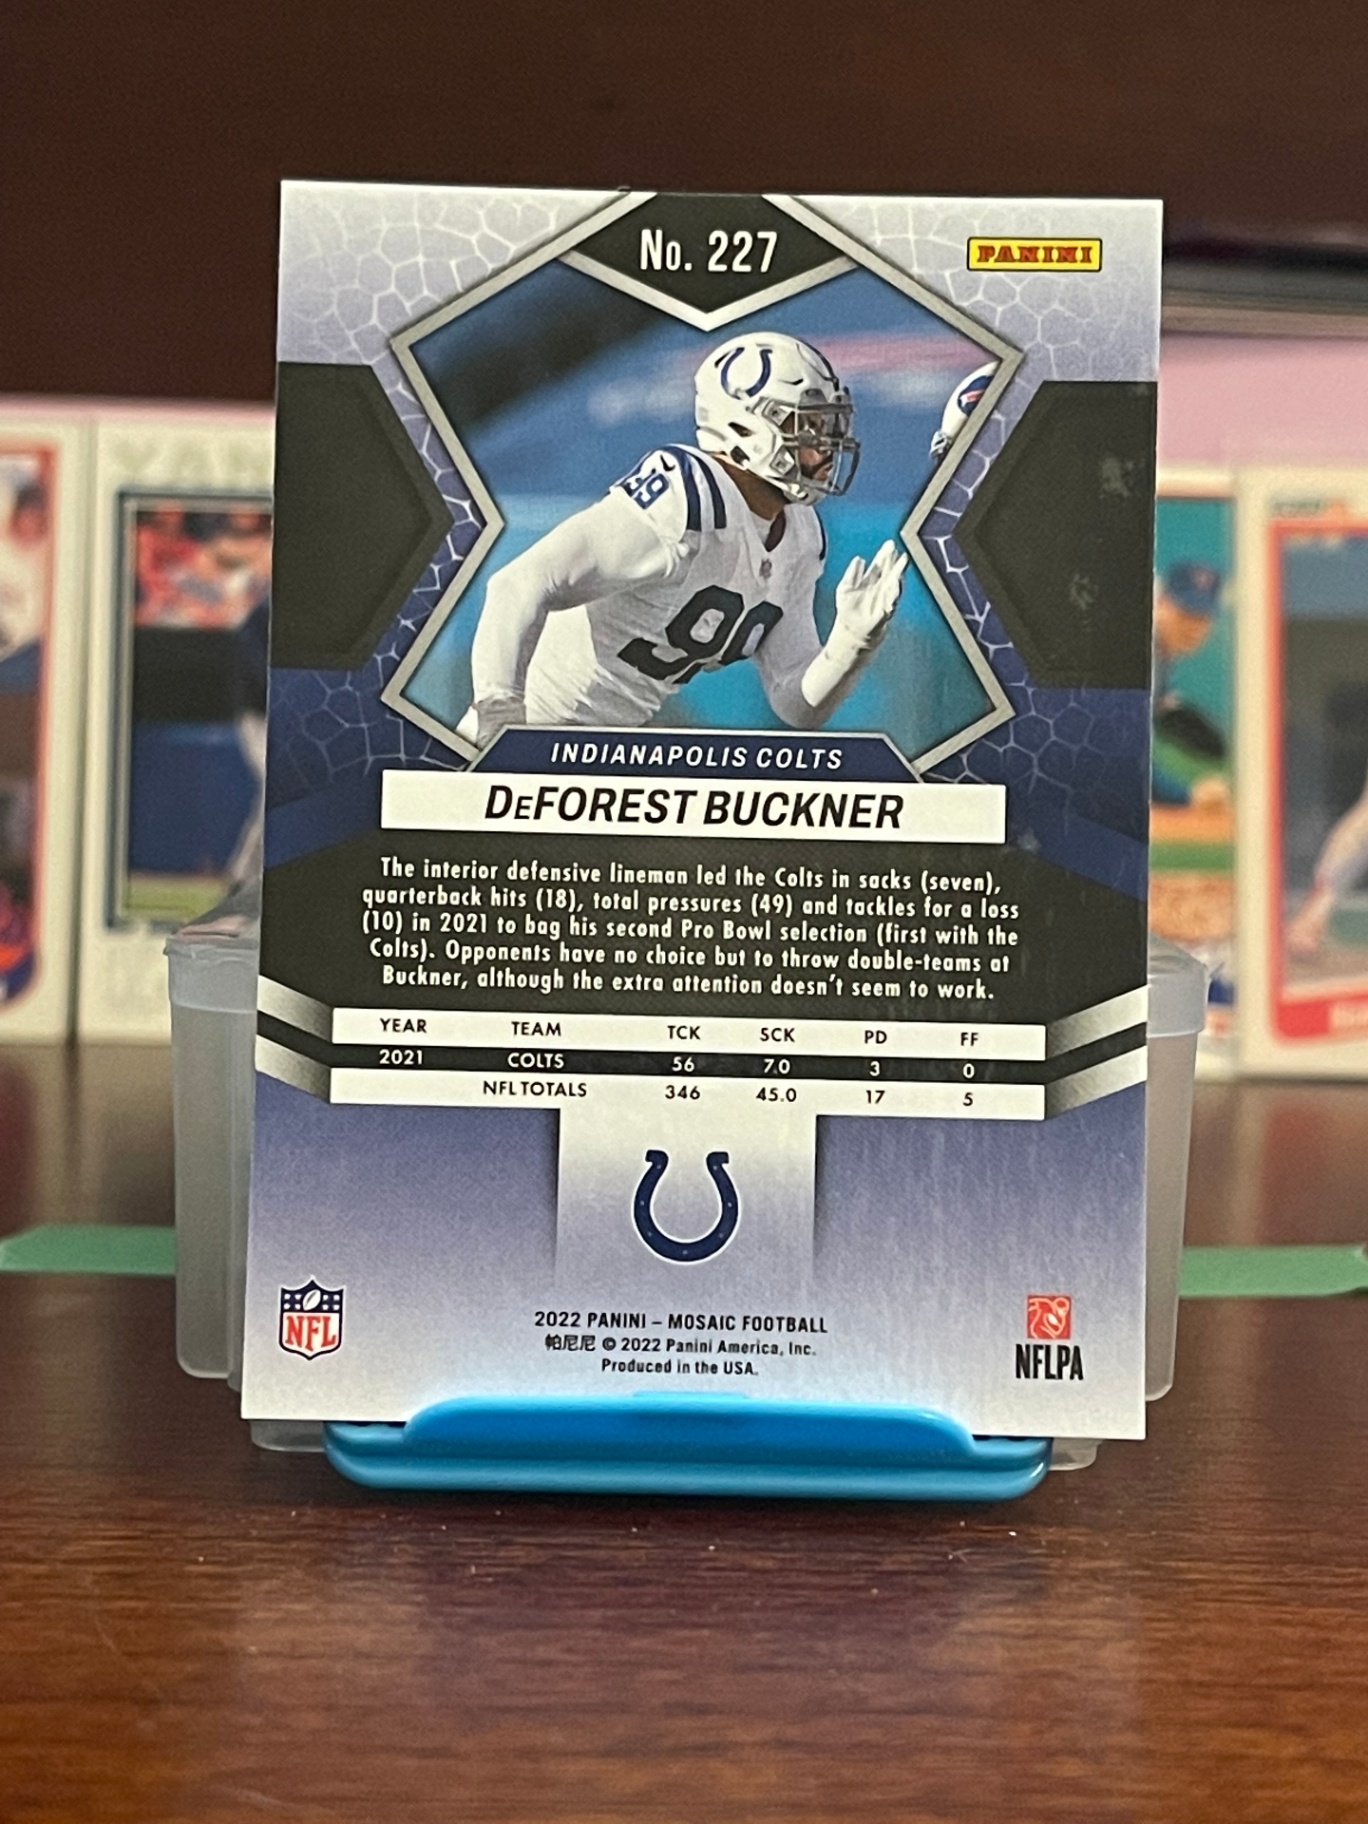 No. 227
PANINI
99
99
INDIANAPOLIS COLTS
DeFOREST BUCKNER
The interior defensive lineman led the Colts in sacks (seven),
quarterback hits (18), total pressures (49) and tackles for a loss
(10) in 2021 to bag his second Pro Bowl selection (first with the
Colts). Opponents have no choice but to throw double-teams at
Buckner, although the extra attention doesn't seem to work.
YEAR TEAM TCK SCK PD FF
2021 COLTS 56 7.0 3 0
NFL TOTALS 346 45.0 17 5
NFL
2022 PANINI – MOSAIC FOOTBALL
帕尼尼 © 2022 Panini America, Inc.
Produced in the USA.
NFLPA